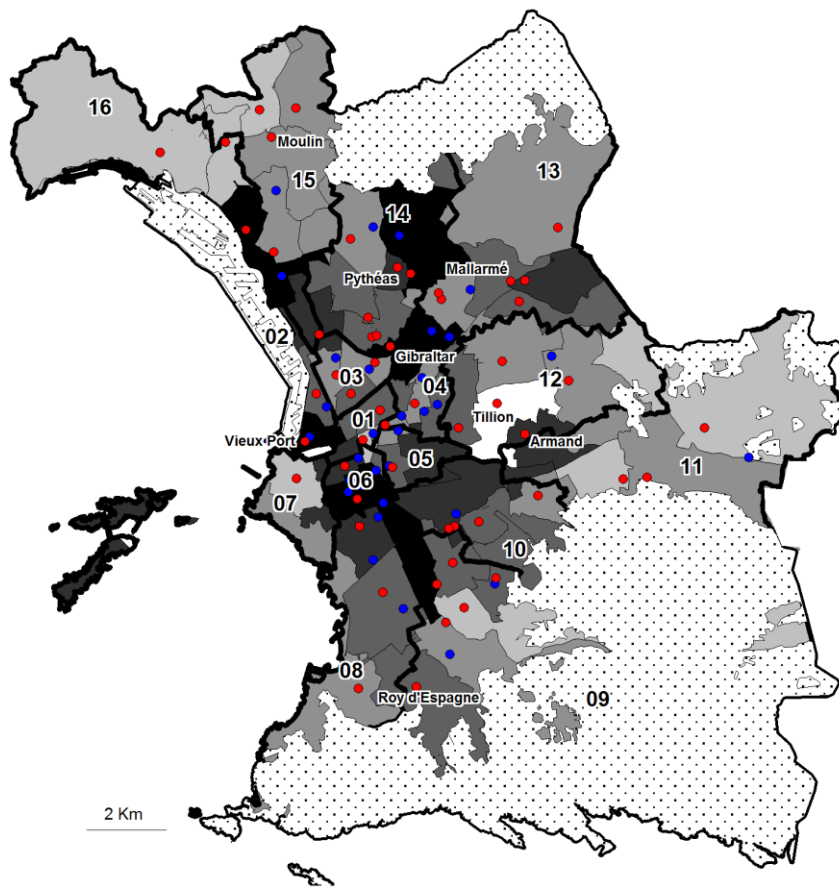 16
Moulin
15
13
14
Mallarmé
Pythéas
02
Gibraltar
03
12
04
01
Tillion
Vieux Port
Armand
05
11
06
07
10
08
Roy d'Espagne
09
2 Km